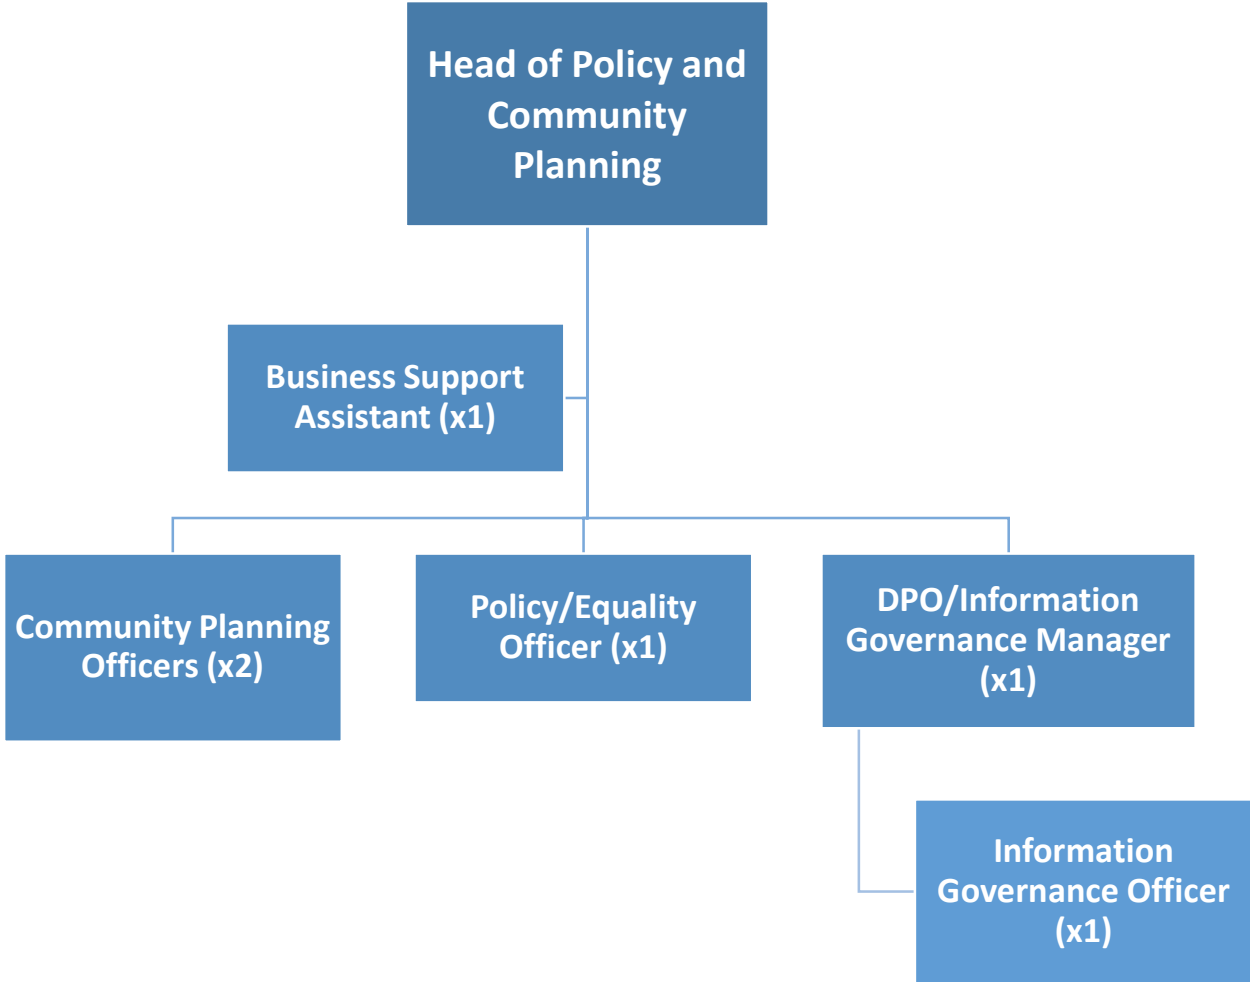 Head of Policy and
Community
Planning
Business Support
Assistant (x1)
Community Planning
Officers (x2)
Policy/Equality
Officer (x1)
DPO/Information
Governance Manager
(x1)
Information
Governance Officer
(x1)